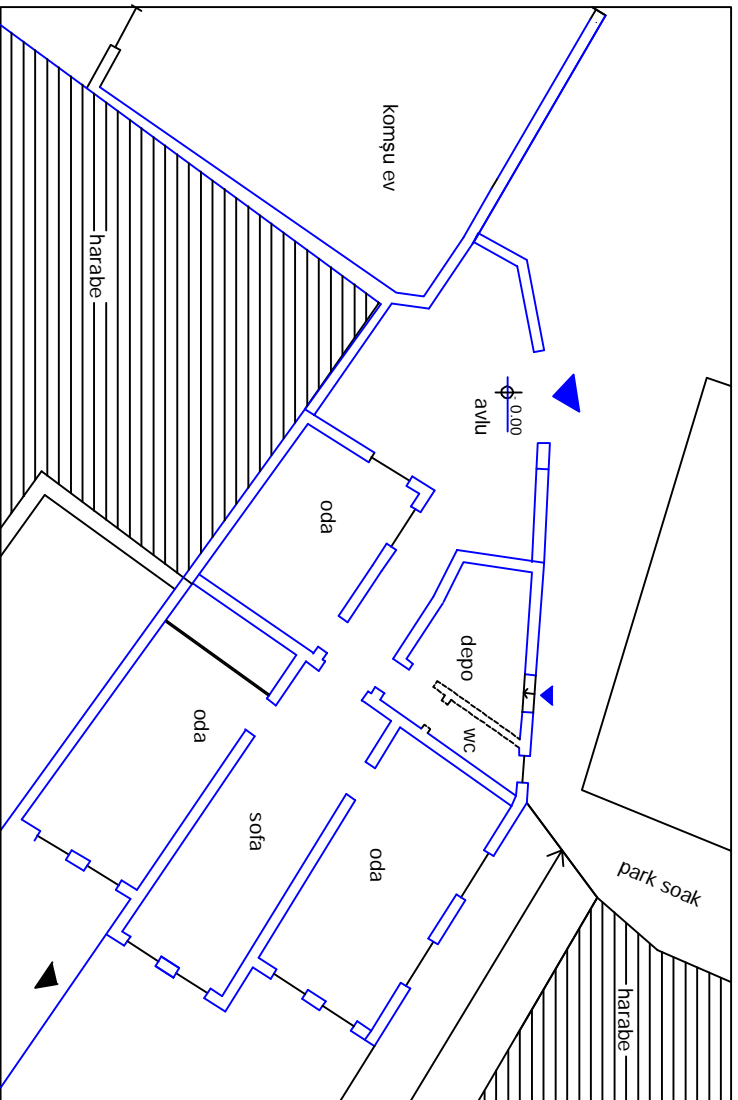 komşu ev
harabe
0.00
avlu
oda
depo
wc
oda
sofa
oda
park soak
harabe